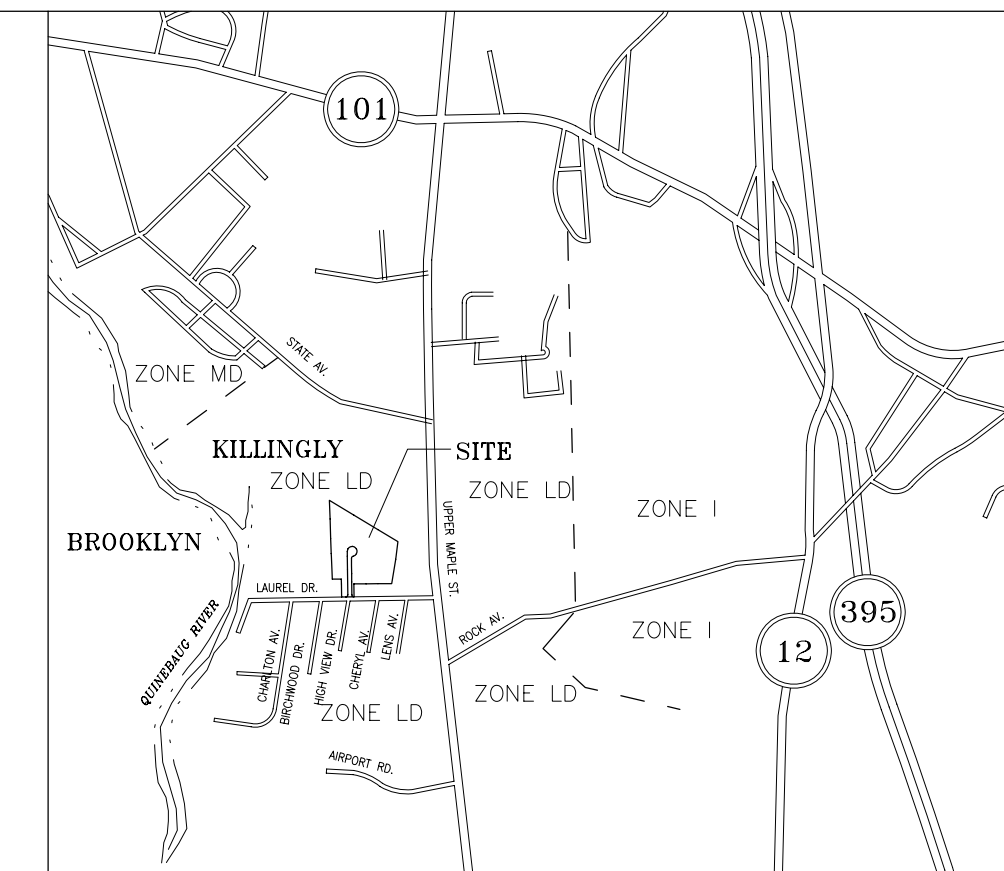 101
STATE AV.
ZONE MD
KILLINGLY
SITE
ZONE LD
ZONE LD
ZONE I
UPPER MAPLE ST.
BROOKLYN
LAUREL DR.
QUINEBAUG RIVER
CHARLTON AV.
BIRCHWOOD DR.
HIGH VIEW DR.
CHERYL AV.
LENS AV.
ROCK AV.
ZONE I
395
12
ZONE LD
ZONE LD
AIRPORT RD.